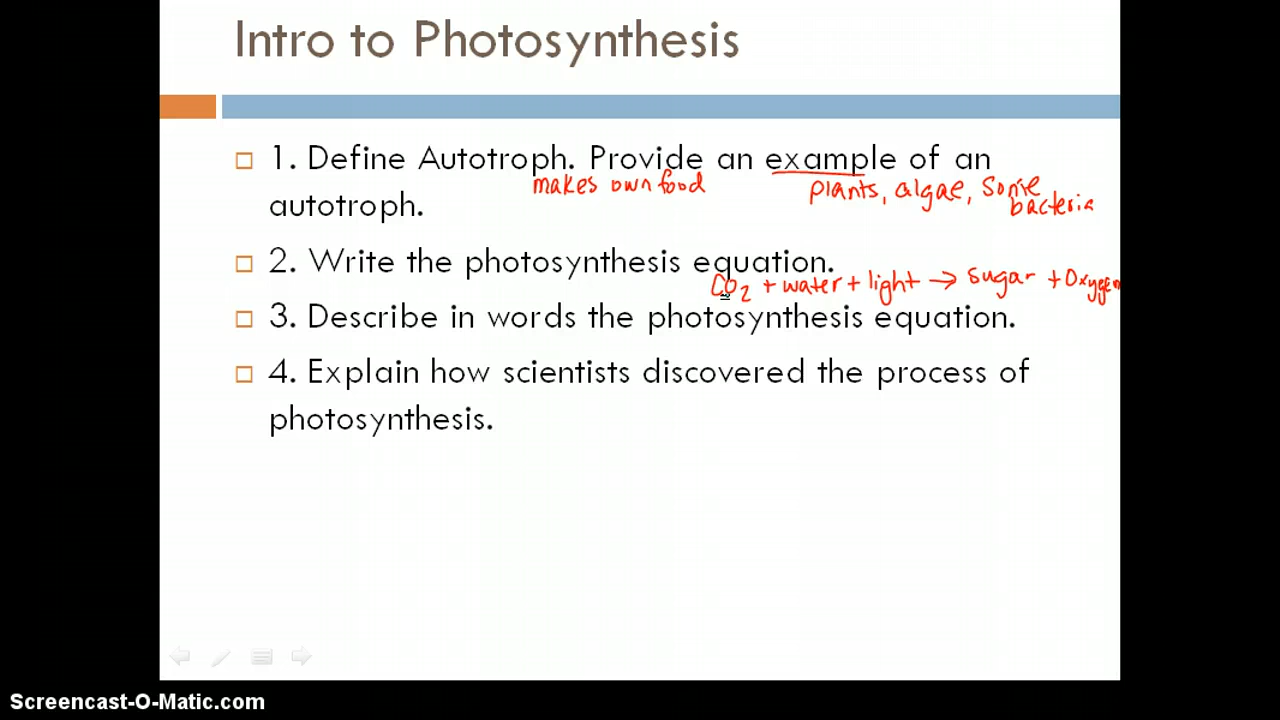 Intro to Photosynthesis
1. Define Autotroph. Provide an example of an
makes own food plants, algae, some
bacteria
autotroph.
2. Write the photosynthesis equation.
CO2 + water + light → sugar + Oxygen
3. Describe in words the photosynthesis equation.
4. Explain how scientists discovered the process of
photosynthesis.
Screencast-O-Matic.com